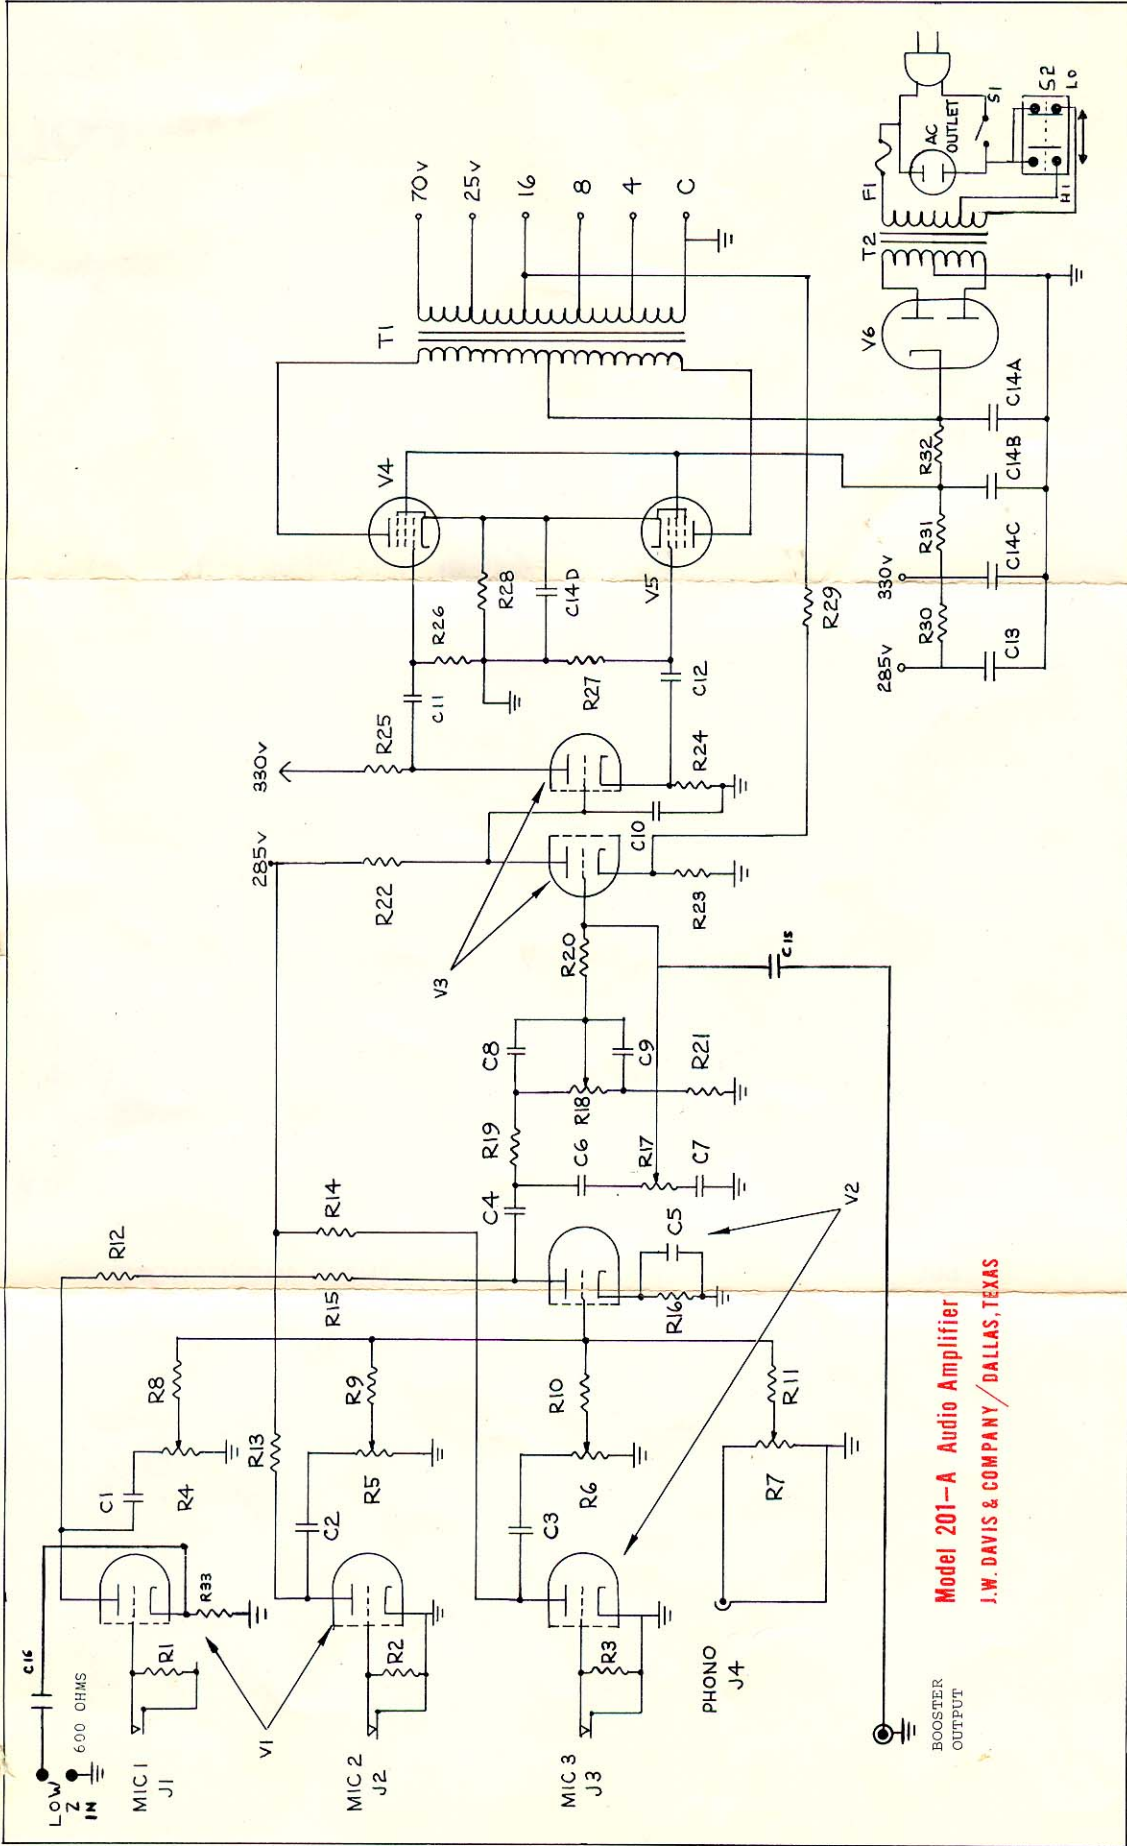 LOW
Z
IN
600 OHMS
C16
MIC 1
J1
R1
R33
V1
C1
R4
R8
R12
R13
MIC 2
J2
R2
C2
R5
R9
R15
R14
MIC 3
J3
R3
C3
R6
R10
PHONO
J4
R7
R11
R16
C5
V2
C4
R19
C6
R17
C7
C8
R18
C9
R21
R20
V3
285V
R22
330V
R25
R23
C10
R24
C11
R26
R28
C14D
R27
C12
V4
V5
R29
C15
T1
70V
25V
16
8
4
C
285V
R30
C13
330V
R31
C14C
R32
C14B
C14A
V6
T2
F1
AC
OUTLET
S1
S2
HI
LO
BOOSTER
OUTPUT
Model 201-A Audio Amplifier
J.W. DAVIS & COMPANY/DALLAS,TEXAS